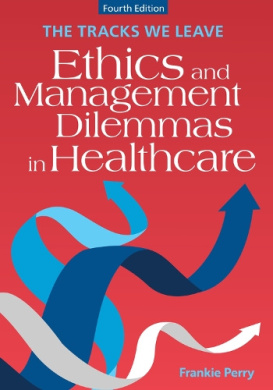 Fourth Edition
THE TRACKS WE LEAVE
Ethics and
Management
Dilemmas
in Healthcare
Frankie Perry